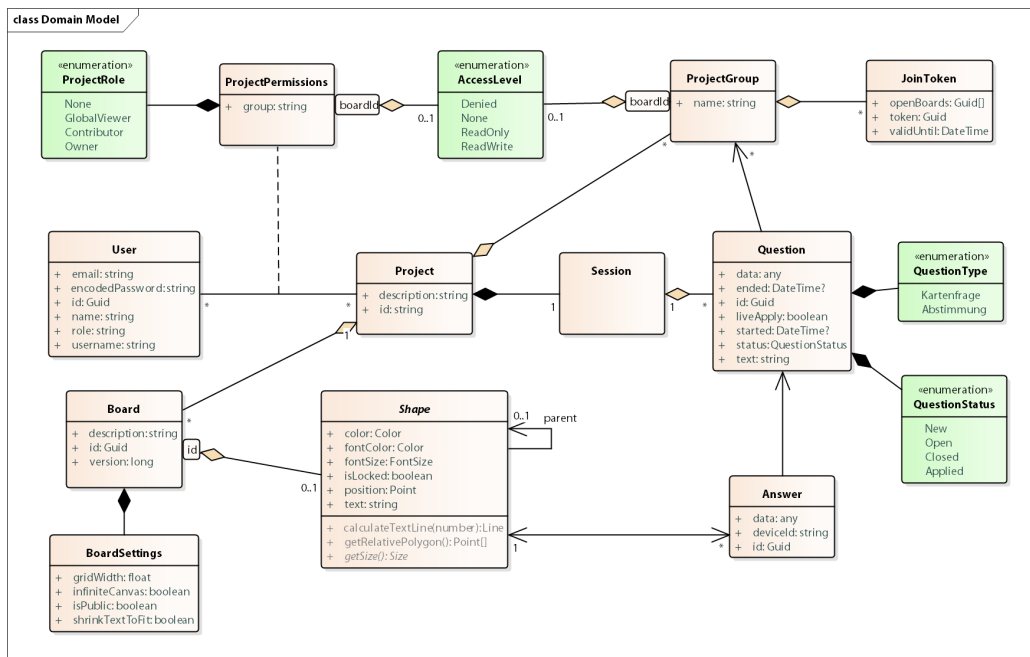 class Domain Model
«enumeration»
ProjectRole
None
GlobalViewer
Contributor
Owner
ProjectPermissions
+ group: string
boardId
0..1
«enumeration»
AccessLevel
Denied
None
ReadOnly
ReadWrite
0..1
boardId
ProjectGroup
+ name: string
*
*
*
JoinToken
+ openBoards: Guid[]
+ token: Guid
+ validUntil: DateTime
User
+ email: string
+ encodedPassword: string
+ id: Guid
+ name: string
+ role: string
+ username: string
*
*
Project
+ description: string
+ id: string
1
1
Session
1
*
Question
+ data: any
+ ended: DateTime?
+ id: Guid
+ liveApply: boolean
+ started: DateTime?
+ status: QuestionStatus
+ text: string
«enumeration»
QuestionType
Kartenfrage
Abstimmung
«enumeration»
QuestionStatus
New
Open
Closed
Applied
Board
+ description: string
+ id: Guid
+ version: long
*
id
0..1
Shape
+ color: Color
+ fontColor: Color
+ fontSize: FontSize
+ isLocked: boolean
+ position: Point
+ text: string
+ calculateTextLine(number): Line
+ getRelativePolygon(): Point[]
+ getSize(): Size
0..1
parent
1
*
Answer
+ data: any
+ deviceId: string
+ id: Guid
BoardSettings
+ gridWidth: float
+ infiniteCanvas: boolean
+ isPublic: boolean
+ shrinkTextToFit: boolean